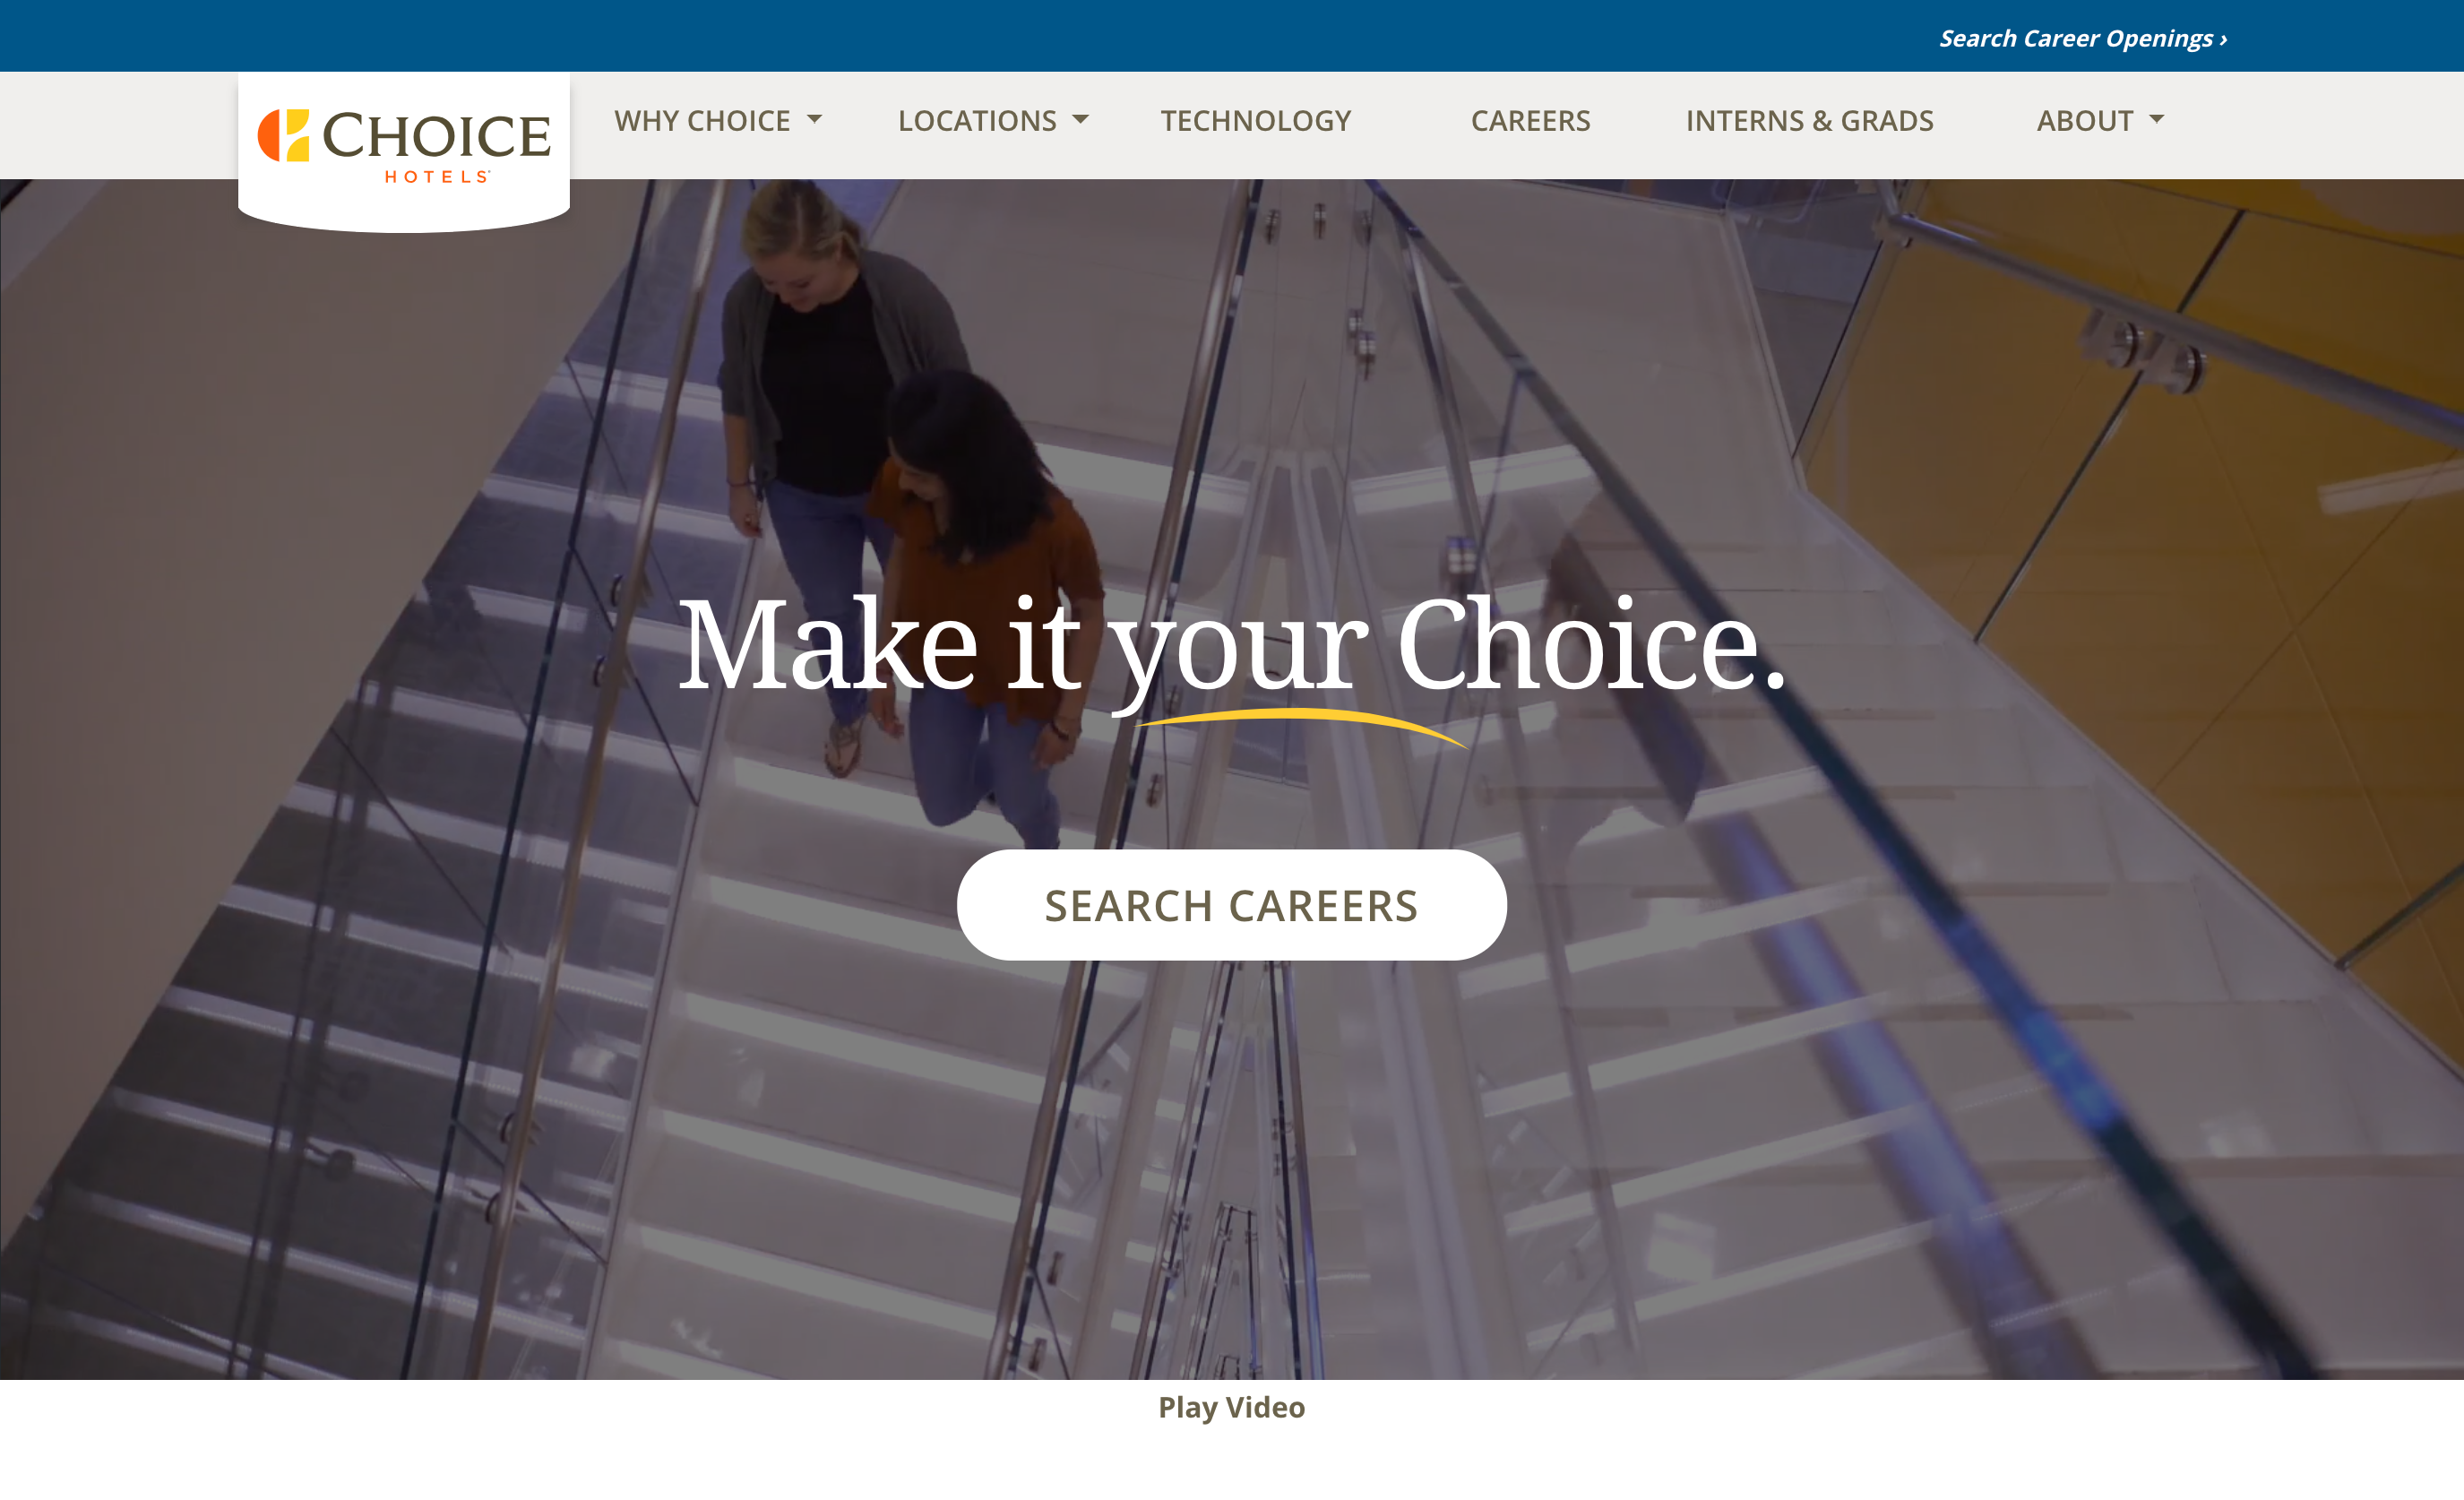 Search Career Openings ›
CHOICE
HOTELS
WHY CHOICE
LOCATIONS
TECHNOLOGY
CAREERS
INTERNS & GRADS
ABOUT
Make it your Choice.
SEARCH CAREERS
Play Video